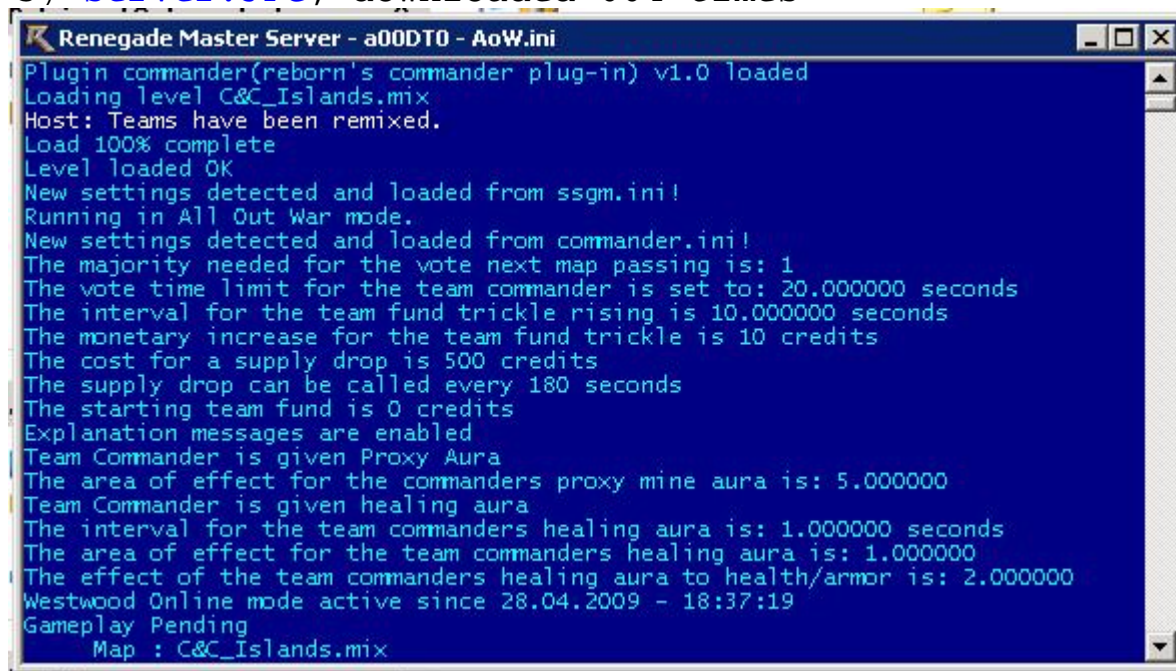 Renegade Master Server - a00DT0 - AoW.ini
Plugin commander(reborn's commander plug-in) v1.0 loaded
Loading level C&C_Islands.mix
Host: Teams have been remixed.
Load 100% complete
Level loaded OK
New settings detected and loaded from ssgm.ini!
Running in All Out War mode.
New settings detected and loaded from commander.ini!
The majority needed for the vote next map passing is: 1
The vote time limit for the team commander is set to: 20.000000 seconds
The interval for the team fund trickle rising is 10.000000 seconds
The monetary increase for the team fund trickle is 10 credits
The cost for a supply drop is 500 credits
The supply drop can be called every 180 seconds
The starting team fund is 0 credits
Explanation messages are enabled
Team Commander is given Proxy Aura
The area of effect for the commanders proxy mine aura is: 5.000000
Team Commander is given healing aura
The interval for the team commanders healing aura is: 1.000000 seconds
The area of effect for the team commanders healing aura is: 1.000000
The effect of the team commanders healing aura to health/armor is: 2.000000
Westwood Online mode active since 28.04.2009 - 18:37:19
Gameplay Pending
Map : C&C_Islands.mix